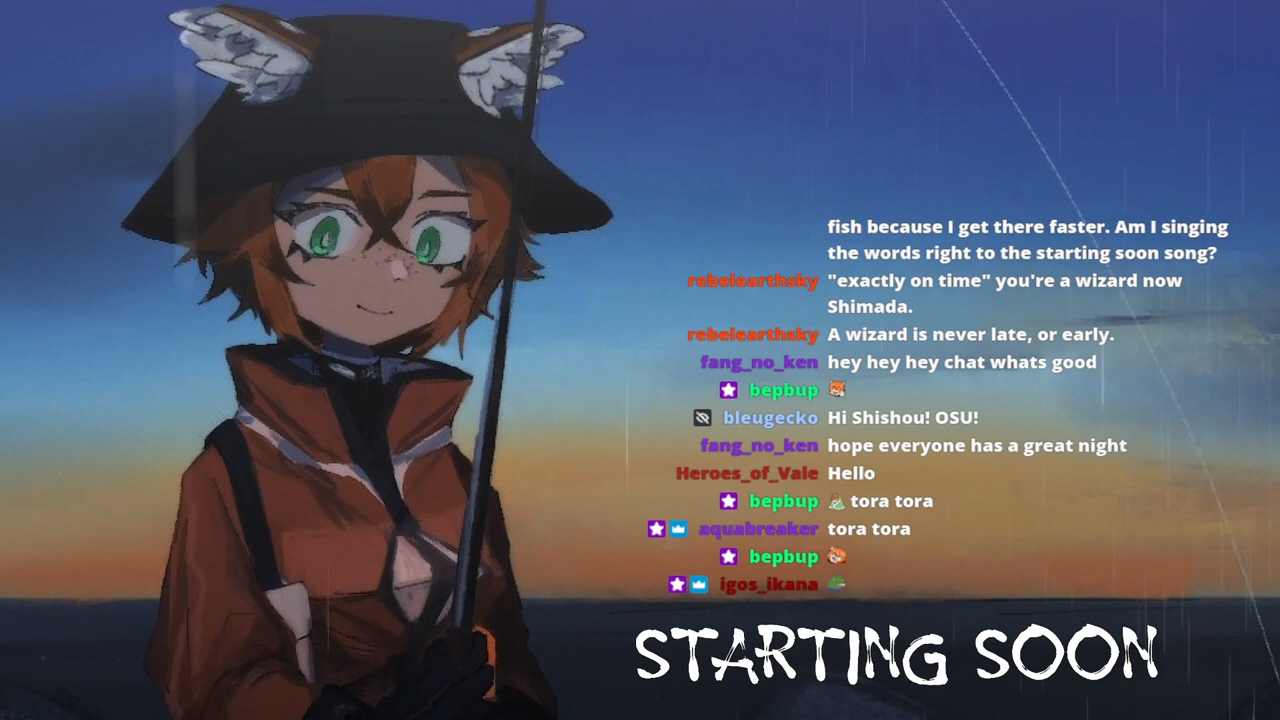 fish because I get there faster. Am I singing
the words right to the starting soon song?
rebelearthsky "exactly on time" you're a wizard now
Shimada.
rebelearthsky A wizard is never late, or early.
fang_no_ken hey hey hey chat whats good
bepbup
bleugecko Hi Shishou! OSU!
fang_no_ken hope everyone has a great night
Heroes_of_Vale Hello
bepbup tora tora
aquabreaker tora tora
bepbup
igos_ikana
STARTING SOON